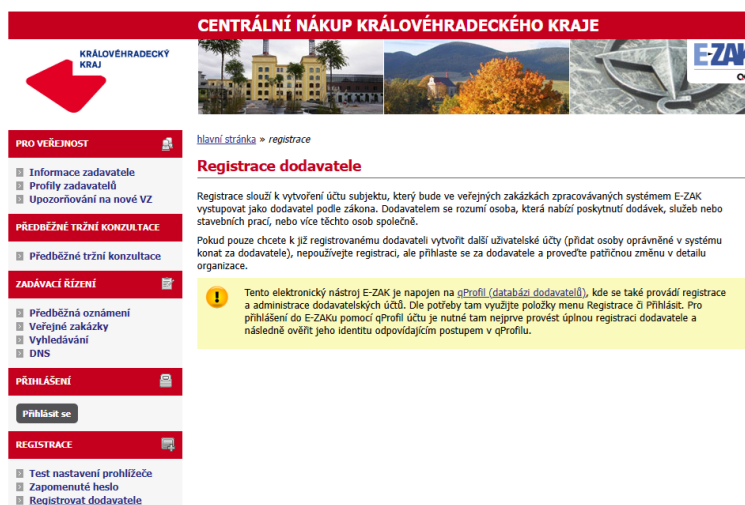 CENTRÁLNÍ NÁKUP KRÁLOVÉHRADECKÉHO KRAJE
KRÁLOVÉHRADECKÝ
KRAJ
E-ZAK
PRO VEŘEJNOST
Informace zadavatele
Profily zadavatelů
Upozorňování na nové VZ
PŘEDBĚŽNÉ TRŽNÍ KONZULTACE
Předběžné tržní konzultace
ZADÁVACÍ ŘÍZENÍ
Předběžná oznámení
Veřejné zakázky
Vyhledávání
DNS
PŘIHLÁŠENÍ
Přihlásit se
REGISTRACE
Test nastavení prohlížeče
Zapomenuté heslo
Registrovat dodavatele
hlavní stránka » registrace
Registrace dodavatele
Registrace slouží k vytvoření účtu subjektu, který bude ve veřejných zakázkách zpracovávaných systémem E-ZAK
vystupovat jako dodavatel podle zákona. Dodavatelem se rozumí osoba, která nabízí poskytnutí dodávek, služeb nebo
stavebních prací, nebo více těchto osob společně.
Pokud pouze chcete k již registrovanému dodavateli vytvořit další uživatelské účty (přidat osoby oprávněné v systému
konat za dodavatele), nepoužívejte registraci, ale přihlaste se za dodavatele a proveďte patřičnou změnu v detailu
organizace.
Tento elektronický nástroj E-ZAK je napojen na qProfil (databázi dodavatelů), kde se také provádí registrace
a administrace dodavatelských účtů. Dle potřeby tam využijte položky menu Registrace či Přihlásit. Pro
přihlášení do E-ZAKu pomocí qProfil účtu je nutné tam nejprve provést úplnou registraci dodavatele a
následně ověřit jeho identitu odpovídajícím postupem v qProfilu.